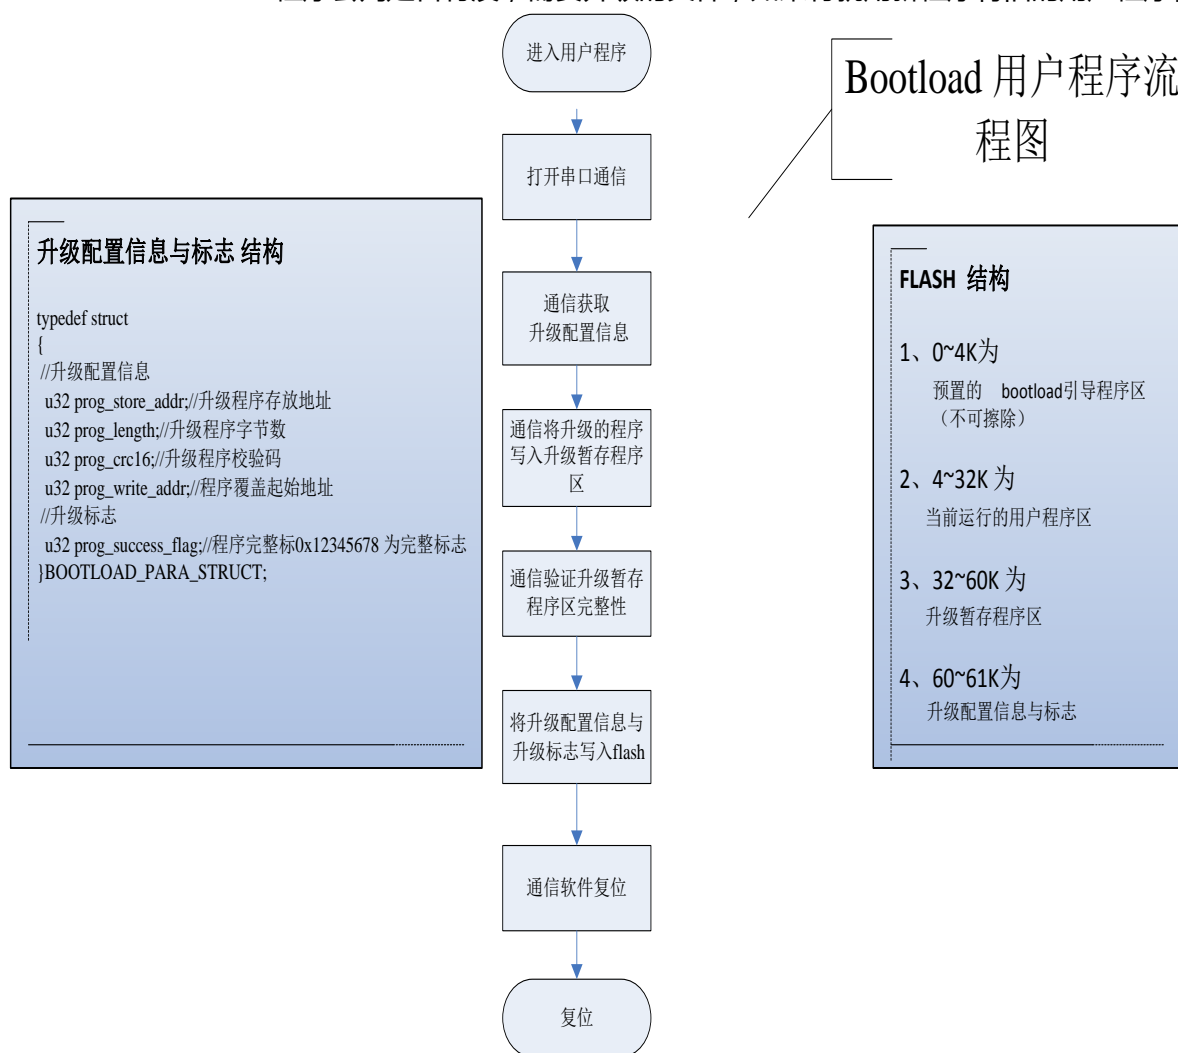 进入用户程序
Bootload 用户程序流
程图
打开串口通信
升级配置信息与标志 结构
typedef struct
{
//升级配置信息
u32 prog_store_addr;//升级程序存放地址
u32 prog_length;//升级程序字节数
u32 prog_crc16;//升级程序校验码
u32 prog_write_addr;//程序覆盖起始地址
//升级标志
u32 prog_success_flag;//程序完整标0x12345678 为完整标志
}BOOTLOAD_PARA_STRUCT;
通信获取
升级配置信息
通信将升级的程序
写入升级暂存程序
区
通信验证升级暂存
程序区完整性
将升级配置信息与
升级标志写入flash
通信软件复位
复位
FLASH 结构
1、0~4K为
预置的 bootload引导程序区
（不可擦除）
2、4~32K 为
当前运行的用户程序区
3、32~60K 为
升级暂存程序区
4、60~61K为
升级配置信息与标志